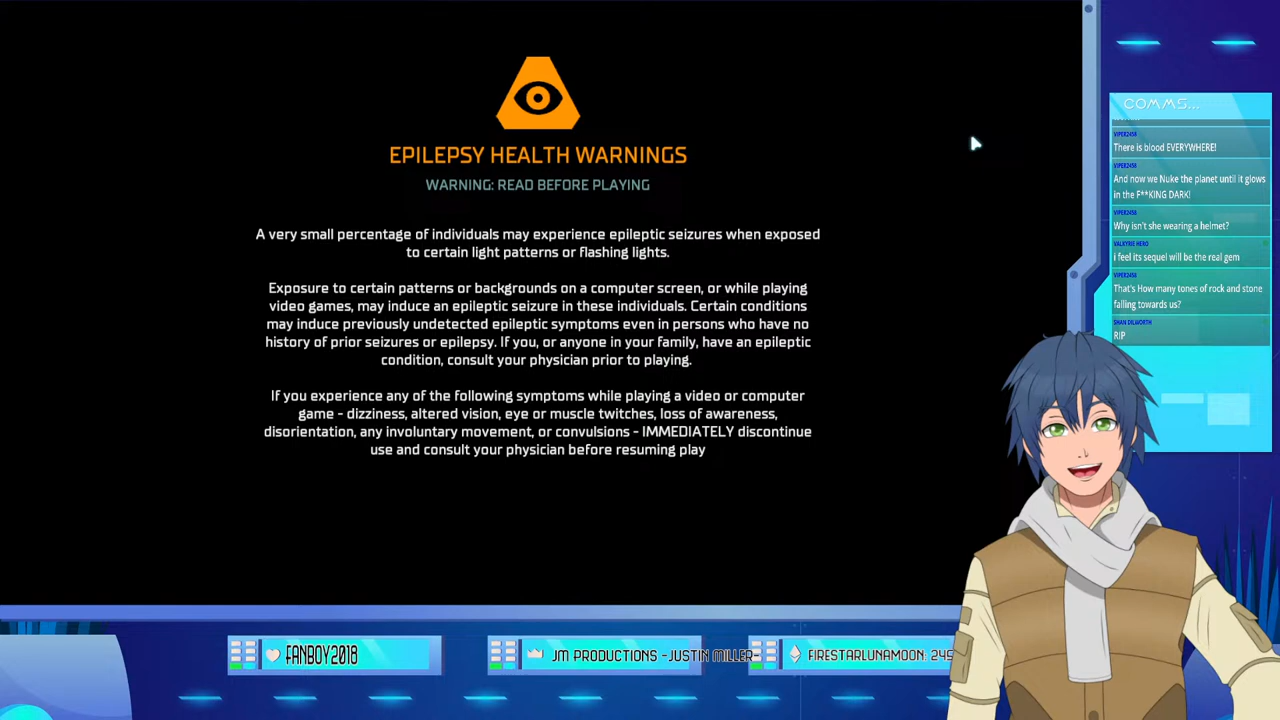 EPILEPSY HEALTH WARNINGS
WARNING: READ BEFORE PLAYING
A very small percentage of individuals may experience epileptic seizures when exposed
to certain light patterns or flashing lights.
Exposure to certain patterns or backgrounds on a computer screen, or while playing
video games, may induce an epileptic seizure in these individuals. Certain conditions
may induce previously undetected epileptic symptoms even in persons who have no
history of prior seizures or epilepsy. If you, or anyone in your family, have an epileptic
condition, consult your physician prior to playing.
If you experience any of the following symptoms while playing a video or computer
game - dizziness, altered vision, eye or muscle twitches, loss of awareness,
disorientation, any involuntary movement, or convulsions - IMMEDIATELY discontinue
use and consult your physician before resuming play
COMMS...
VIPER2458
There is blood EVERYWHERE!
VIPER2458
And now we Nuke the planet until it glows
in the F**KING DARK!
VIPER2458
Why isn't she wearing a helmet?
VALKYRIE HERO
i feel its sequel will be the real gem
VIPER2458
That's How many tones of rock and stone
falling towards us?
SHAN DILWORTH
RIP
FANBOY2018
JM PRODUCTIONS -JUSTIN MILLER-
FIRESTARLUNAMOON: 245